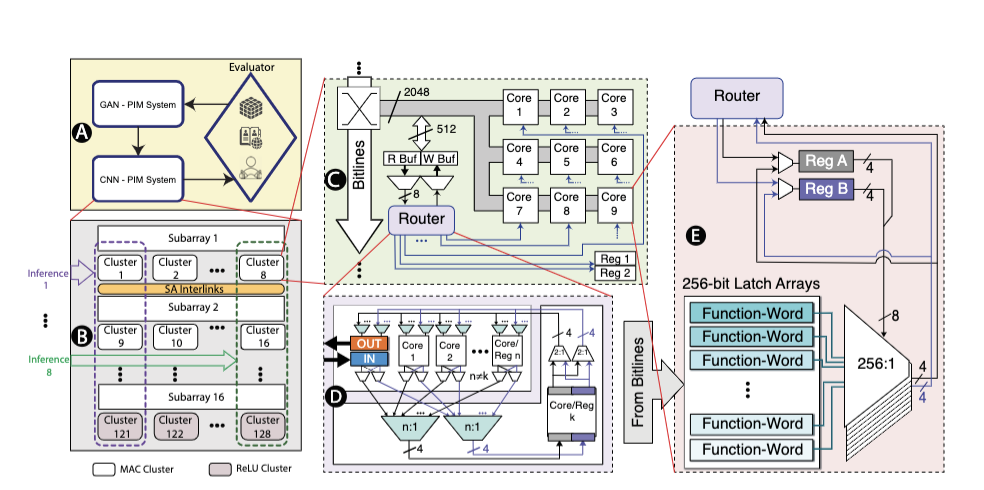 Evaluator
GAN - PIM System
A
CNN - PIM System
Subarray 1
Cluster 1
Cluster 2
•••
Cluster 8
Inference 1
SA Interlinks
B
Subarray 2
Cluster 9
Cluster 10
•••
Cluster 16
Inference 8
Subarray 16
Cluster 121
Cluster 122
•••
Cluster 128
MAC Cluster
ReLU Cluster
2048
512
Bitlines
C
R Buf
W Buf
8
Router
...
Core 1
Core 2
Core 3
Core 4
Core 5
Core 6
Core 7
Core 8
Core 9
Reg 1
Reg 2
OUT
IN
Core 1
Core 2
•••
Core/ Reg n
n≠k
4
4
2:1
2:1
D
n:1
n:1
Core/Reg k
4
4
From Bitlines
Router
Reg A
4
Reg B
4
E
256-bit Latch Arrays
Function-Word
Function-Word
Function-Word
Function-Word
Function-Word
8
256:1
4
4